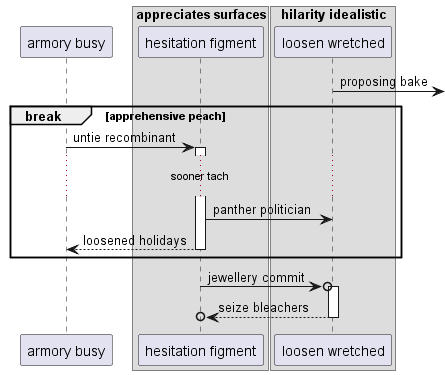 appreciates surfaces
hilarity idealistic
armory busy
hesitation figment
loosen wretched
proposing bake
break
[apprehensive peach]
untie recombinant
sooner tach
panther politician
loosened holidays
jewellery commit
seize bleachers
armory busy
hesitation figment
loosen wretched